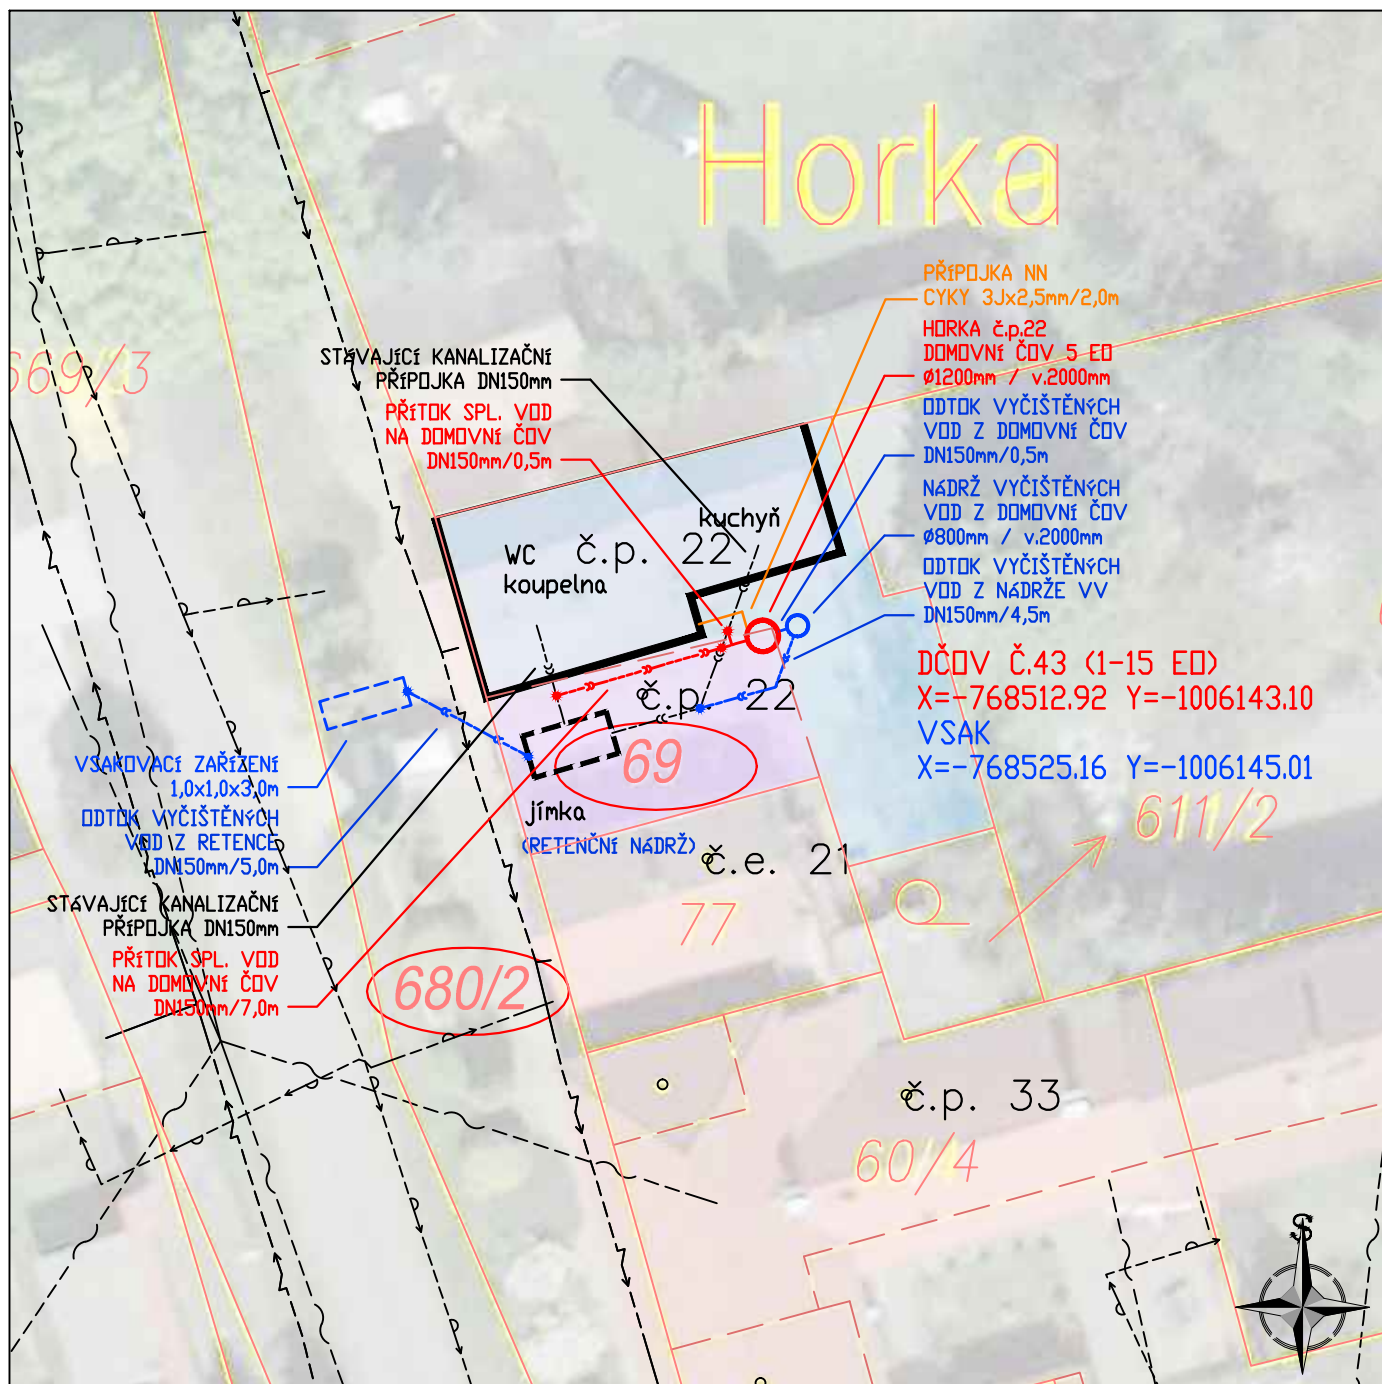 Horka
PŘÍPOJKA NN
CYKY 3Jx2,5mm/2,0m
HORKA č.p.22
DOMOVNÍ ČOV 5 EO
Ø1200mm / v.2000mm
ODTOK VYČIŠTĚNÝCH
VOD Z DOMOVNÍ ČOV
DN150mm/0,5m
NÁDRŽ VYČIŠTĚNÝCH
VOD Z DOMOVNÍ ČOV
Ø800mm / v.2000mm
ODTOK VYČIŠTĚNÝCH
VOD Z NÁDRŽE VV
DN150mm/4,5m
DČOV Č.43 (1-15 EO)
X=-768512.92 Y=-1006143.10
VSAK
X=-768525.16 Y=-1006145.01
669/3
STÁVAJÍCÍ KANALIZAČNÍ
PŘÍPOJKA DN150mm
PŘÍTOK SPL. VOD
NA DOMOVNÍ ČOV
DN150mm/0,5m
kuchyň
WC
koupelna
č.p. 22
č.p. 22
69
VSAKOVACÍ ZAŘÍZENÍ
1,0x1,0x3,0m
ODTOK VYČIŠTĚNÝCH
VOD Z RETENCE
DN150mm/5,0m
jímka
(RETENČNÍ NÁDRŽ)
STÁVAJÍCÍ KANALIZAČNÍ
PŘÍPOJKA DN150mm
PŘÍTOK SPL. VOD
NA DOMOVNÍ ČOV
DN150mm/7,0m
611/2
č.e. 21
77
680/2
č.p. 33
60/4
S